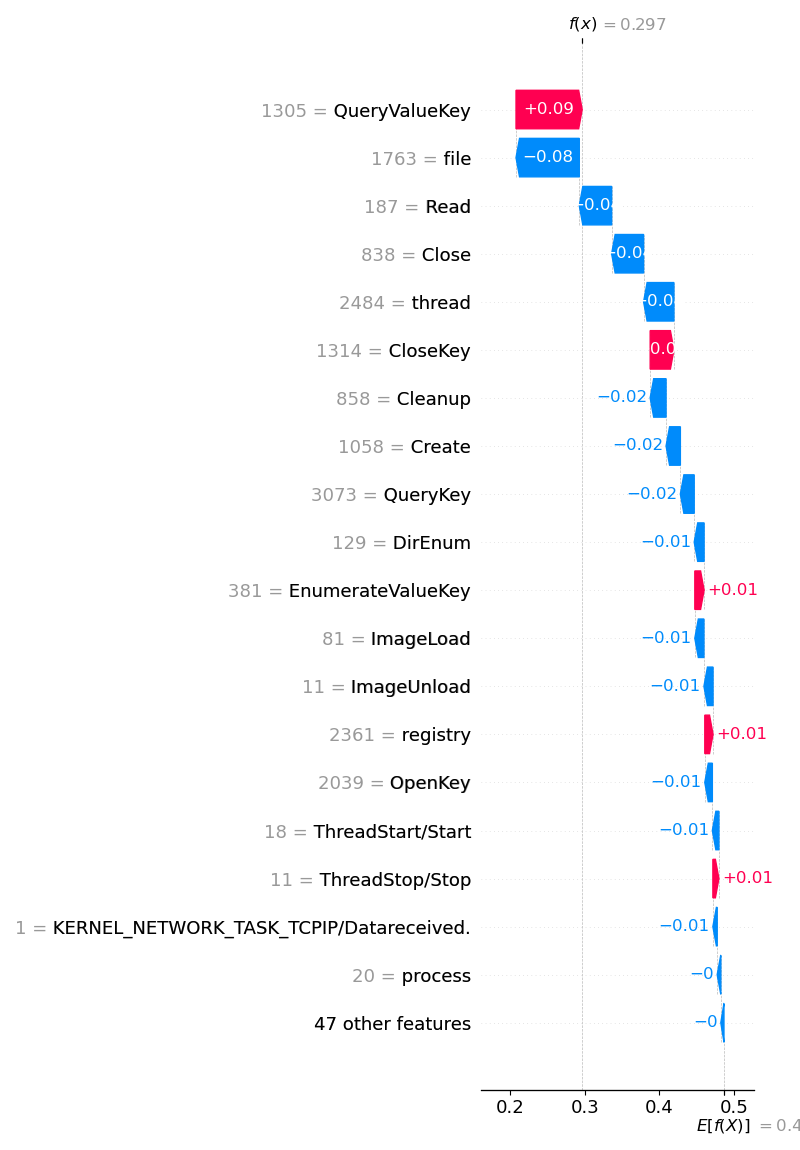 f(x) = 0.297
1305 = QueryValueKey +0.09
1763 = file −0.08
187 = Read −0.0
838 = Close −0.0
2484 = thread −0.0
1314 = CloseKey 0.0
858 = Cleanup −0.02
1058 = Create −0.02
3073 = QueryKey −0.02
129 = DirEnum −0.01
381 = EnumerateValueKey +0.01
81 = ImageLoad −0.01
11 = ImageUnload −0.01
2361 = registry +0.01
2039 = OpenKey −0.01
18 = ThreadStart/Start −0.01
11 = ThreadStop/Stop +0.01
1 = KERNEL_NETWORK_TASK_TCPIP/Datareceived. −0.01
20 = process −0
47 other features −0
0.2 0.3 0.4 0.5
E[f(X)] = 0.4